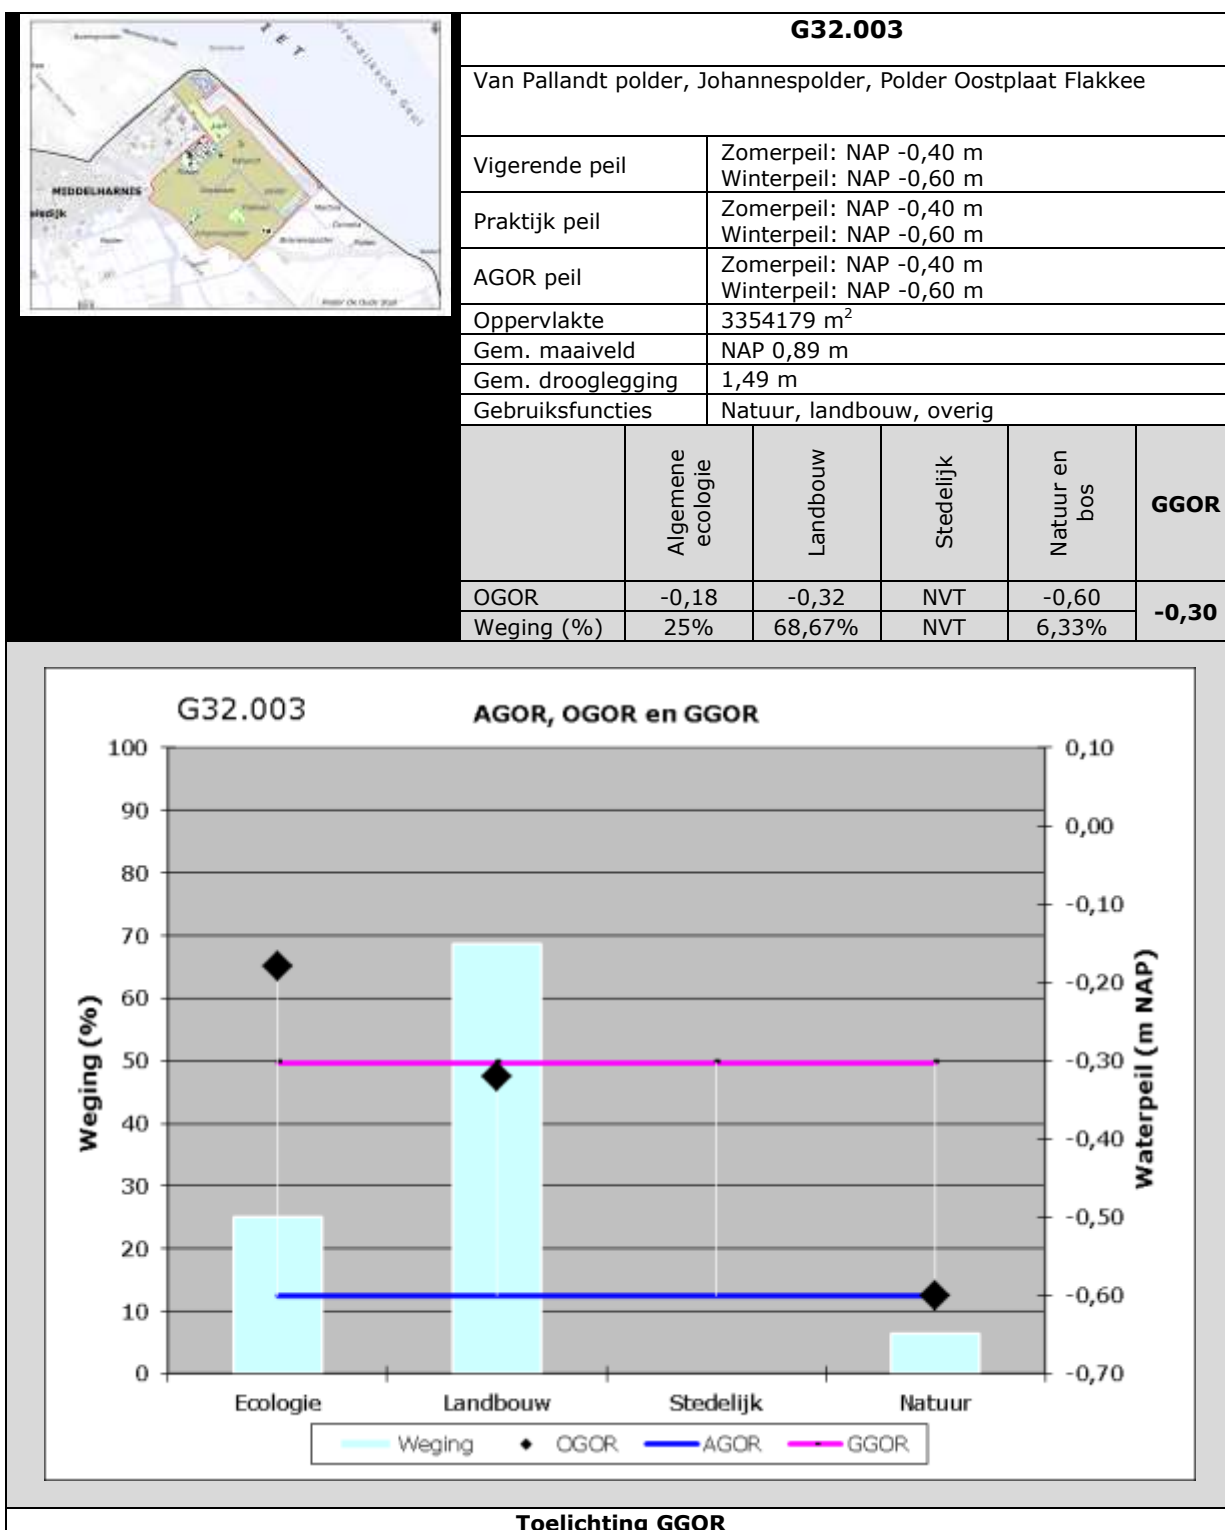 G32.003
Van Pallandt polder, Johannespolder, Polder Oostplaat Flakkee
MIDDELHARNIS
Vigerende peil
Zomerpeil: NAP -0,40 m
Winterpeil: NAP -0,60 m
Praktijk peil
Zomerpeil: NAP -0,40 m
Winterpeil: NAP -0,60 m
AGOR peil
Zomerpeil: NAP -0,40 m
Winterpeil: NAP -0,60 m
Oppervlakte 3354179 m²
Gem. maaiveld NAP 0,89 m
Gem. drooglegging 1,49 m
Gebruiksfuncties Natuur, landbouw, overig
Algemene
ecologie
Landbouw
Stedelijk
Natuur en
bos
GGOR
OGOR -0,18 -0,32 NVT -0,60
-0,30
Weging (%) 25% 68,67% NVT 6,33%
G32.003
AGOR, OGOR en GGOR
100
90
80
70
60
50
40
30
20
10
0
Weging (%)
0,10
0,00
-0,10
-0,20
-0,30
-0,40
-0,50
-0,60
-0,70
Waterpeil (m NAP)
Ecologie Landbouw Stedelijk Natuur
Weging OGOR AGOR GGOR
Toelichting GGOR